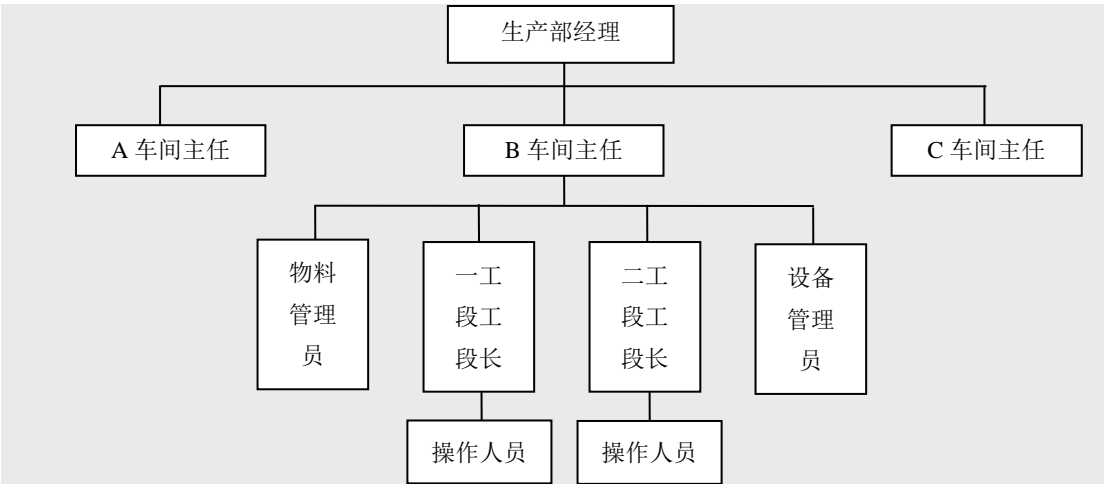 生产部经理
A 车间主任
B 车间主任
C 车间主任
物料
管理
员
一工
段工
段长
二工
段工
段长
设备
管理
员
操作人员
操作人员